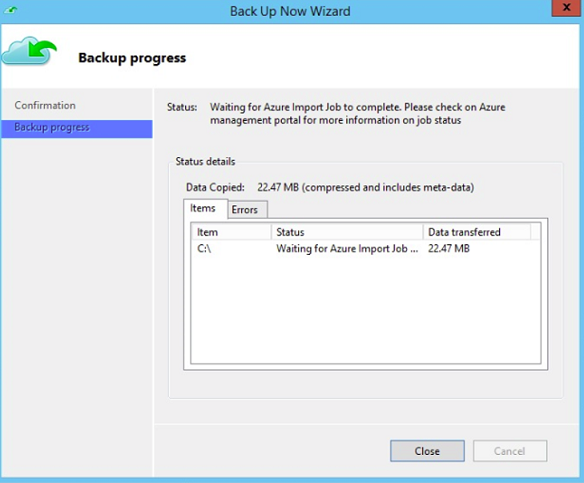 Back Up Now Wizard
x
Backup progress
Confirmation
Backup progress
Status: Waiting for Azure Import Job to complete. Please check on Azure
management portal for more information on job status
Status details
Data Copied: 22.47 MB (compressed and includes meta-data)
Items Errors
Item Status Data transferred
C:\ Waiting for Azure Import Job ... 22.47 MB
Close Cancel